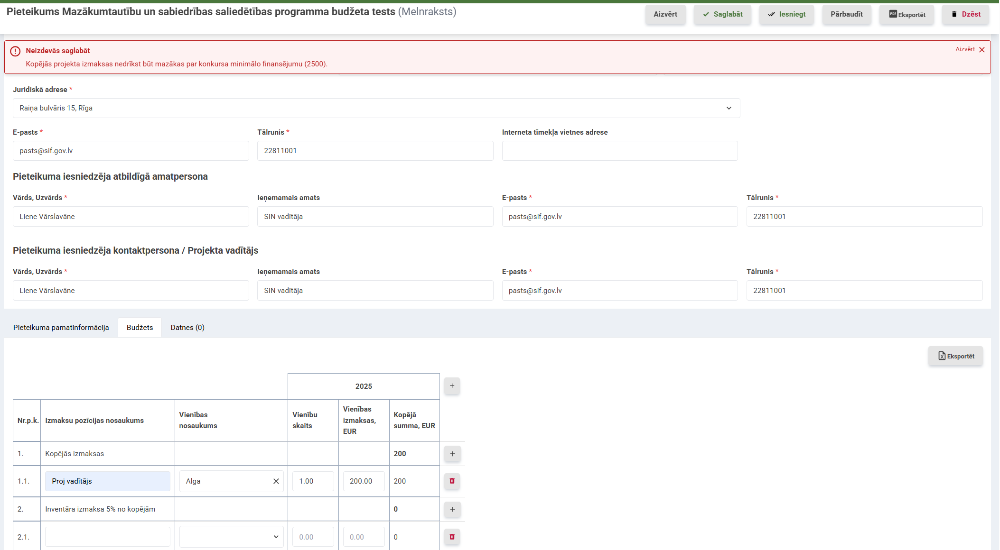 Pieteikums Mazākumtautību un sabiedrības saliedētības programma budžeta tests (Melnraksts)
Aizvērt
Saglabāt
Iesniegt
Pārbaudīt
PDF Eksportēt
Dzēst
Neizdevās saglabāt
Aizvērt
Kopējās projekta izmaksas nedrīkst būt mazākas par konkursa minimālo finansējumu (2500).
Juridiskā adrese *
Raiņa bulvāris 15, Rīga
E-pasts *
Tālrunis *
Interneta tīmekļa vietnes adrese
pasts@sif.gov.lv
22811001
Pieteikuma iesniedzēja atbildīgā amatpersona
Vārds, Uzvārds *
Ieņemamais amats
E-pasts *
Tālrunis *
Liene Vārslavāne
SIN vadītāja
pasts@sif.gov.lv
22811001
Pieteikuma iesniedzēja kontaktpersona / Projekta vadītājs
Vārds, Uzvārds *
Ieņemamais amats
E-pasts *
Tālrunis *
Liene Vārslavāne
SIN vadītāja
pasts@sif.gov.lv
22811001
Pieteikuma pamatinformācija
Budžets
Datnes (0)
Eksportēt
2025
+
Nr.p.k.
Izmaksu pozīcijas nosaukums
Vienības
nosaukums
Vienību
skaits
Vienības
izmaksas,
EUR
Kopējā
summa, EUR
1.
Kopējās izmaksas
200
+
1.1.
Proj vadītājs
Alga
1.00
200.00
200
2.
Inventāra izmaksa 5% no kopējām
0
+
2.1.
0.00
0.00
0